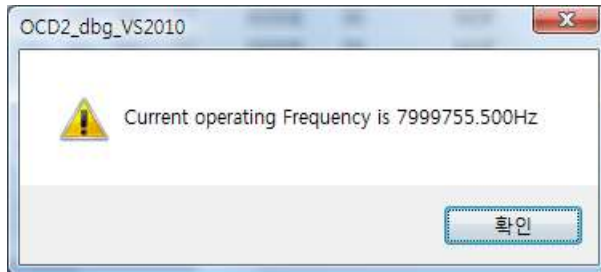 OCD2_dbg_VS2010
Current operating Frequency is 7999755.500Hz
확인